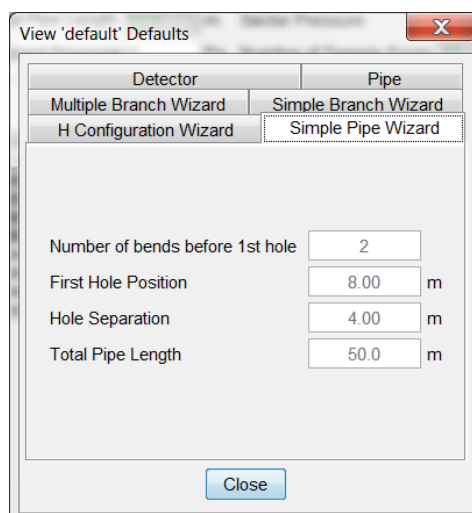 View 'default' Defaults
X
Detector Pipe
Multiple Branch Wizard Simple Branch Wizard
H Configuration Wizard Simple Pipe Wizard
Number of bends before 1st hole 2
First Hole Position 8.00 m
Hole Separation 4.00 m
Total Pipe Length 50.0 m
Close